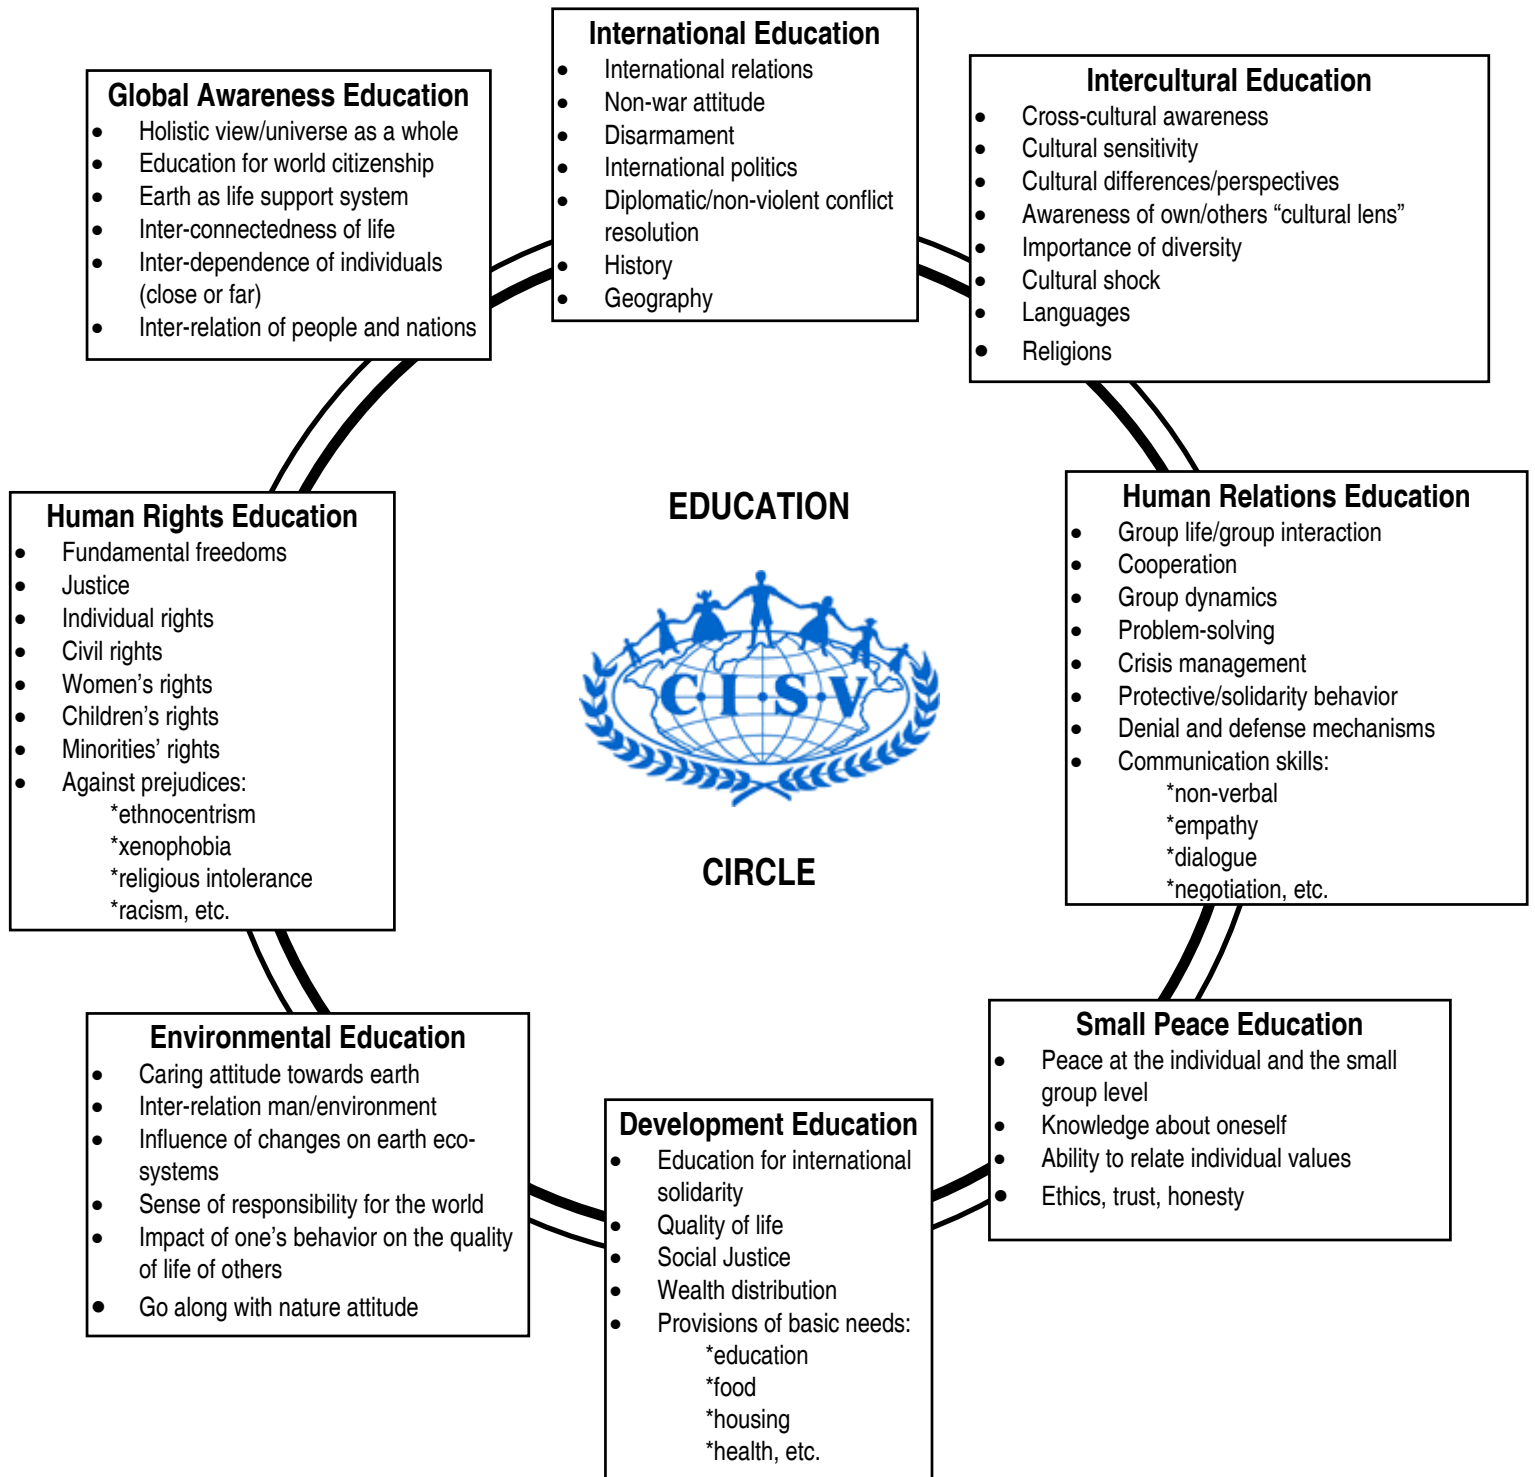 International Education
• International relations
• Non-war attitude
• Disarmament
• International politics
• Diplomatic/non-violent conflict
resolution
• History
• Geography
Global Awareness Education
• Holistic view/universe as a whole
• Education for world citizenship
• Earth as life support system
• Inter-connectedness of life
• Inter-dependence of individuals
(close or far)
• Inter-relation of people and nations
Intercultural Education
• Cross-cultural awareness
• Cultural sensitivity
• Cultural differences/perspectives
• Awareness of own/others “cultural lens”
• Importance of diversity
• Cultural shock
• Languages
• Religions
Human Rights Education
• Fundamental freedoms
• Justice
• Individual rights
• Civil rights
• Women’s rights
• Children’s rights
• Minorities’ rights
• Against prejudices:
*ethnocentrism
*xenophobia
*religious intolerance
*racism, etc.
EDUCATION
C·I·S·V
CIRCLE
Human Relations Education
• Group life/group interaction
• Cooperation
• Group dynamics
• Problem-solving
• Crisis management
• Protective/solidarity behavior
• Denial and defense mechanisms
• Communication skills:
*non-verbal
*empathy
*dialogue
*negotiation, etc.
Environmental Education
• Caring attitude towards earth
• Inter-relation man/environment
• Influence of changes on earth eco-
systems
• Sense of responsibility for the world
• Impact of one’s behavior on the quality
of life of others
• Go along with nature attitude
Development Education
• Education for international
solidarity
• Quality of life
• Social Justice
• Wealth distribution
• Provisions of basic needs:
*education
*food
*housing
*health, etc.
Small Peace Education
• Peace at the individual and the small
group level
• Knowledge about oneself
• Ability to relate individual values
• Ethics, trust, honesty